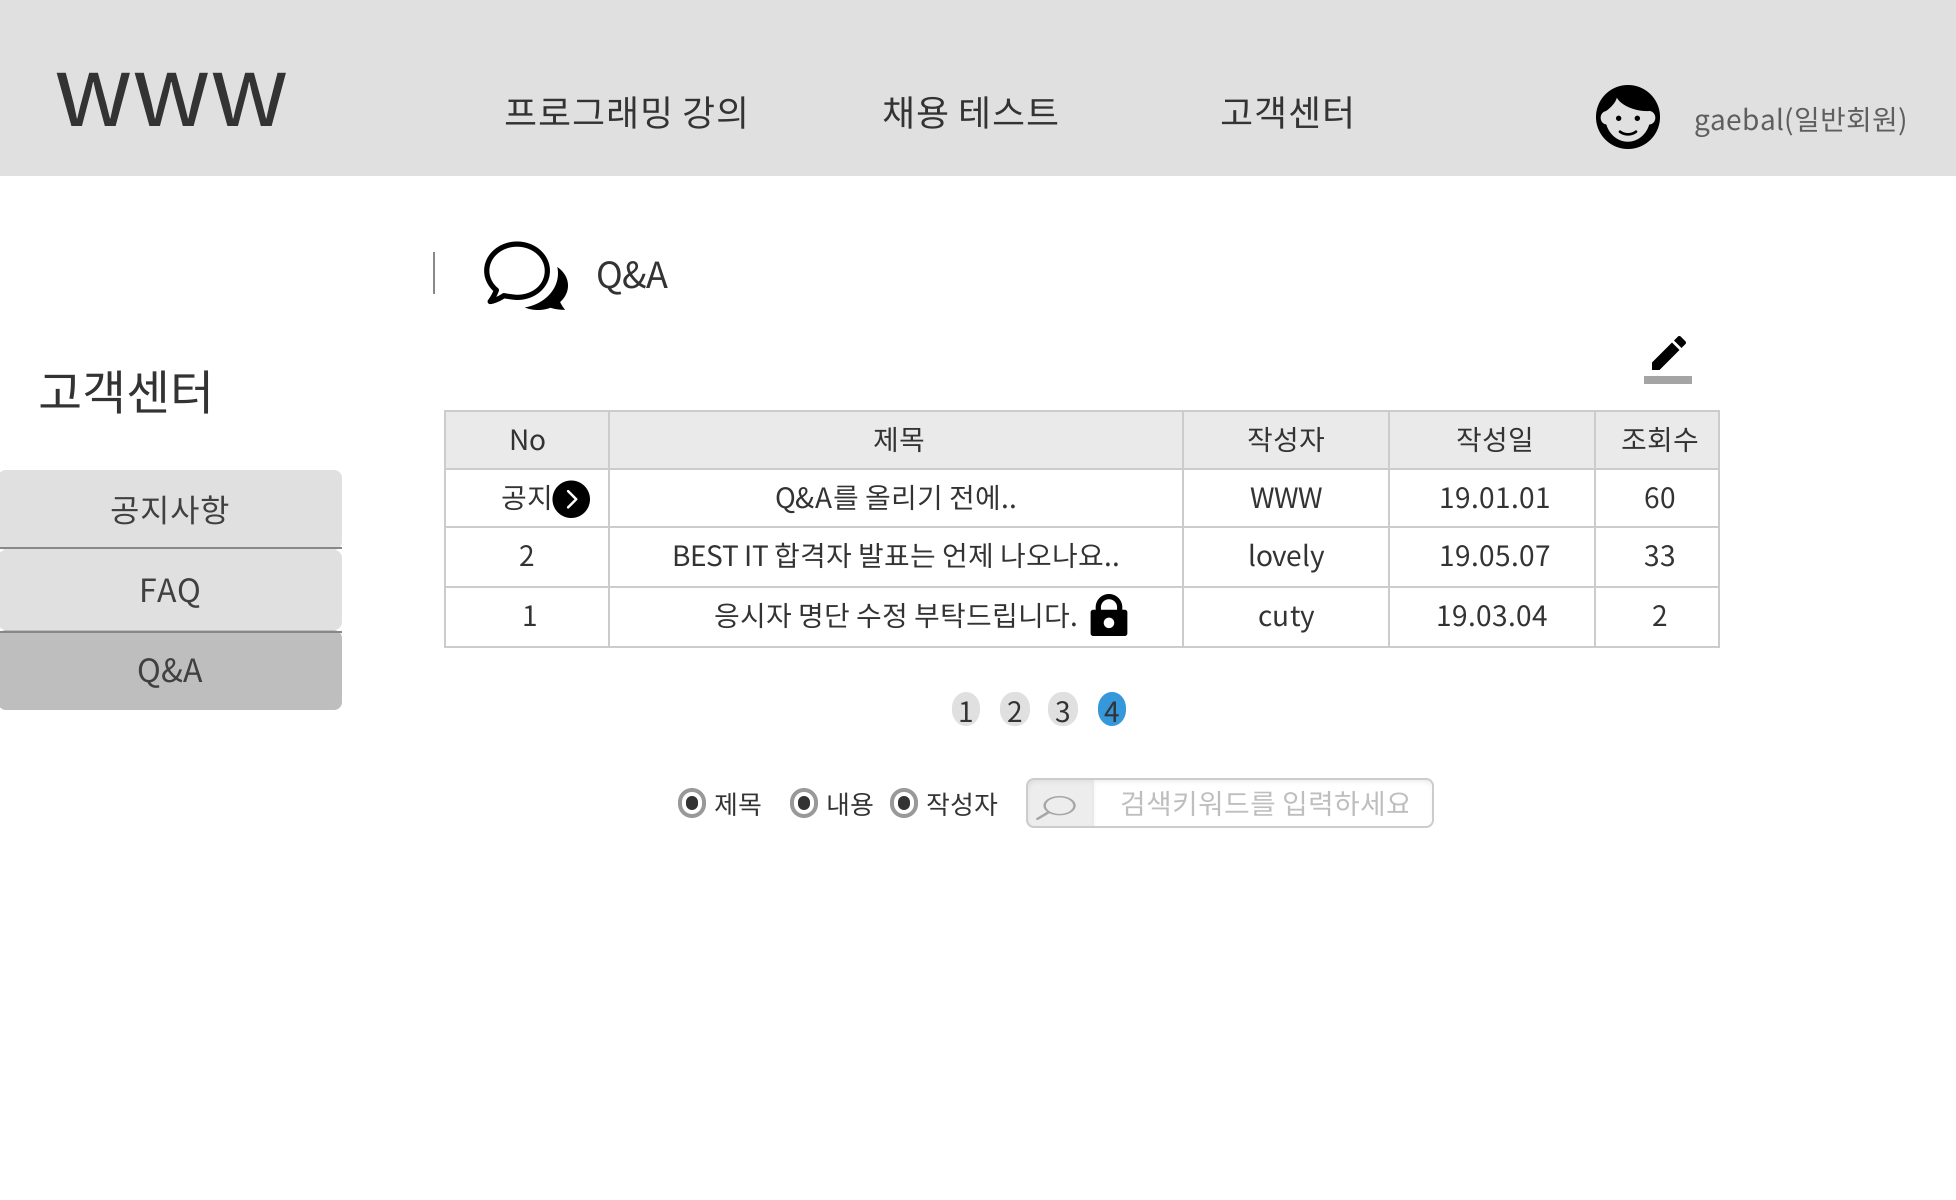 WWW
프로그래밍 강의 채용 테스트 고객센터 gaebal(일반회원)
Q&A
고객센터
공지사항
FAQ
Q&A
No 제목 작성자 작성일 조회수
공지 Q&A를 올리기 전에.. WWW 19.01.01 60
2 BEST IT 합격자 발표는 언제 나오나요.. lovely 19.05.07 33
1 응시자 명단 수정 부탁드립니다. cuty 19.03.04 2
1 2 3 4
제목 내용 작성자 검색키워드를 입력하세요